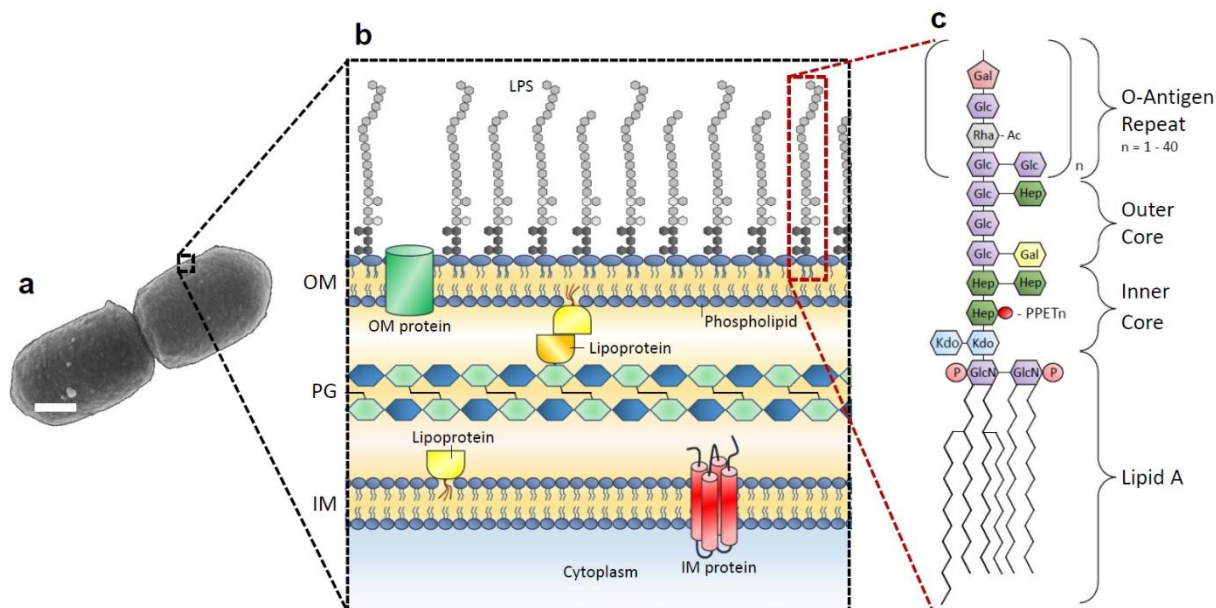 a
b
LPS
OM
OM protein
Phospholipid
Lipoprotein
PG
Lipoprotein
IM
Cytoplasm
IM protein
c
Gal
Glc
Rha - Ac
Glc Glc
n
Glc Hep
Glc
Glc Gal
Hep Hep
Hep - PPETn
Kdo Kdo
P GlcN GlcN P
O-Antigen
Repeat
n = 1 - 40
Outer
Core
Inner
Core
Lipid A